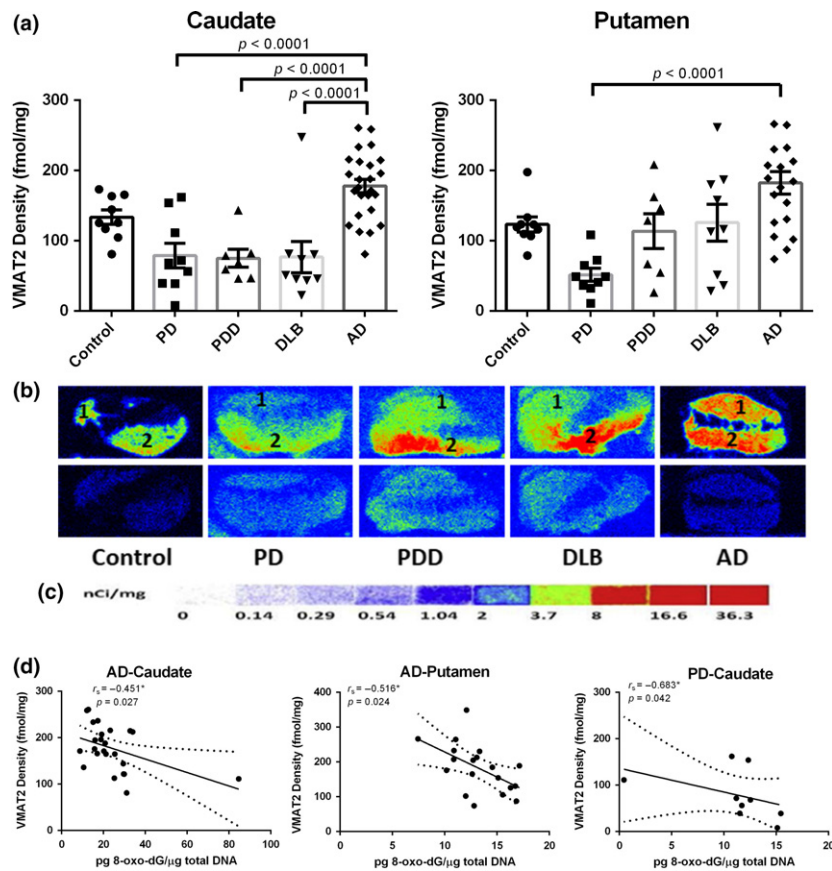 (a)
Caudate
p < 0.0001
p < 0.0001
p < 0.0001
VMAT2 Density (fmol/mg)
300
200
100
0
Control
PD
PDD
DLB
AD
Putamen
p < 0.0001
VMAT2 Density (fmol/mg)
300
200
100
0
Control
PD
PDD
DLB
AD
(b)
1 1 1 1 1
2 2 2 2 2
Control PD PDD DLB AD
(c)
nCi/mg
0 0.14 0.29 0.54 1.04 2 3.7 8 16.6 36.3
(d)
AD-Caudate
rs = −0.451*
p = 0.027
VMAT2 Density (fmol/mg)
400
300
200
100
0
0 20 40 60 80 100
pg 8-oxo-dG/μg total DNA
AD-Putamen
rs = −0.516*
p = 0.024
VMAT2 Density (fmol/mg)
400
300
200
100
0
0 5 10 15 20
pg 8-oxo-dG/μg total DNA
PD-Caudate
rs = −0.683*
p = 0.042
VMAT2 Density (fmol/mg)
300
200
100
0
0 5 10 15 20
pg 8-oxo-dG/μg total DNA